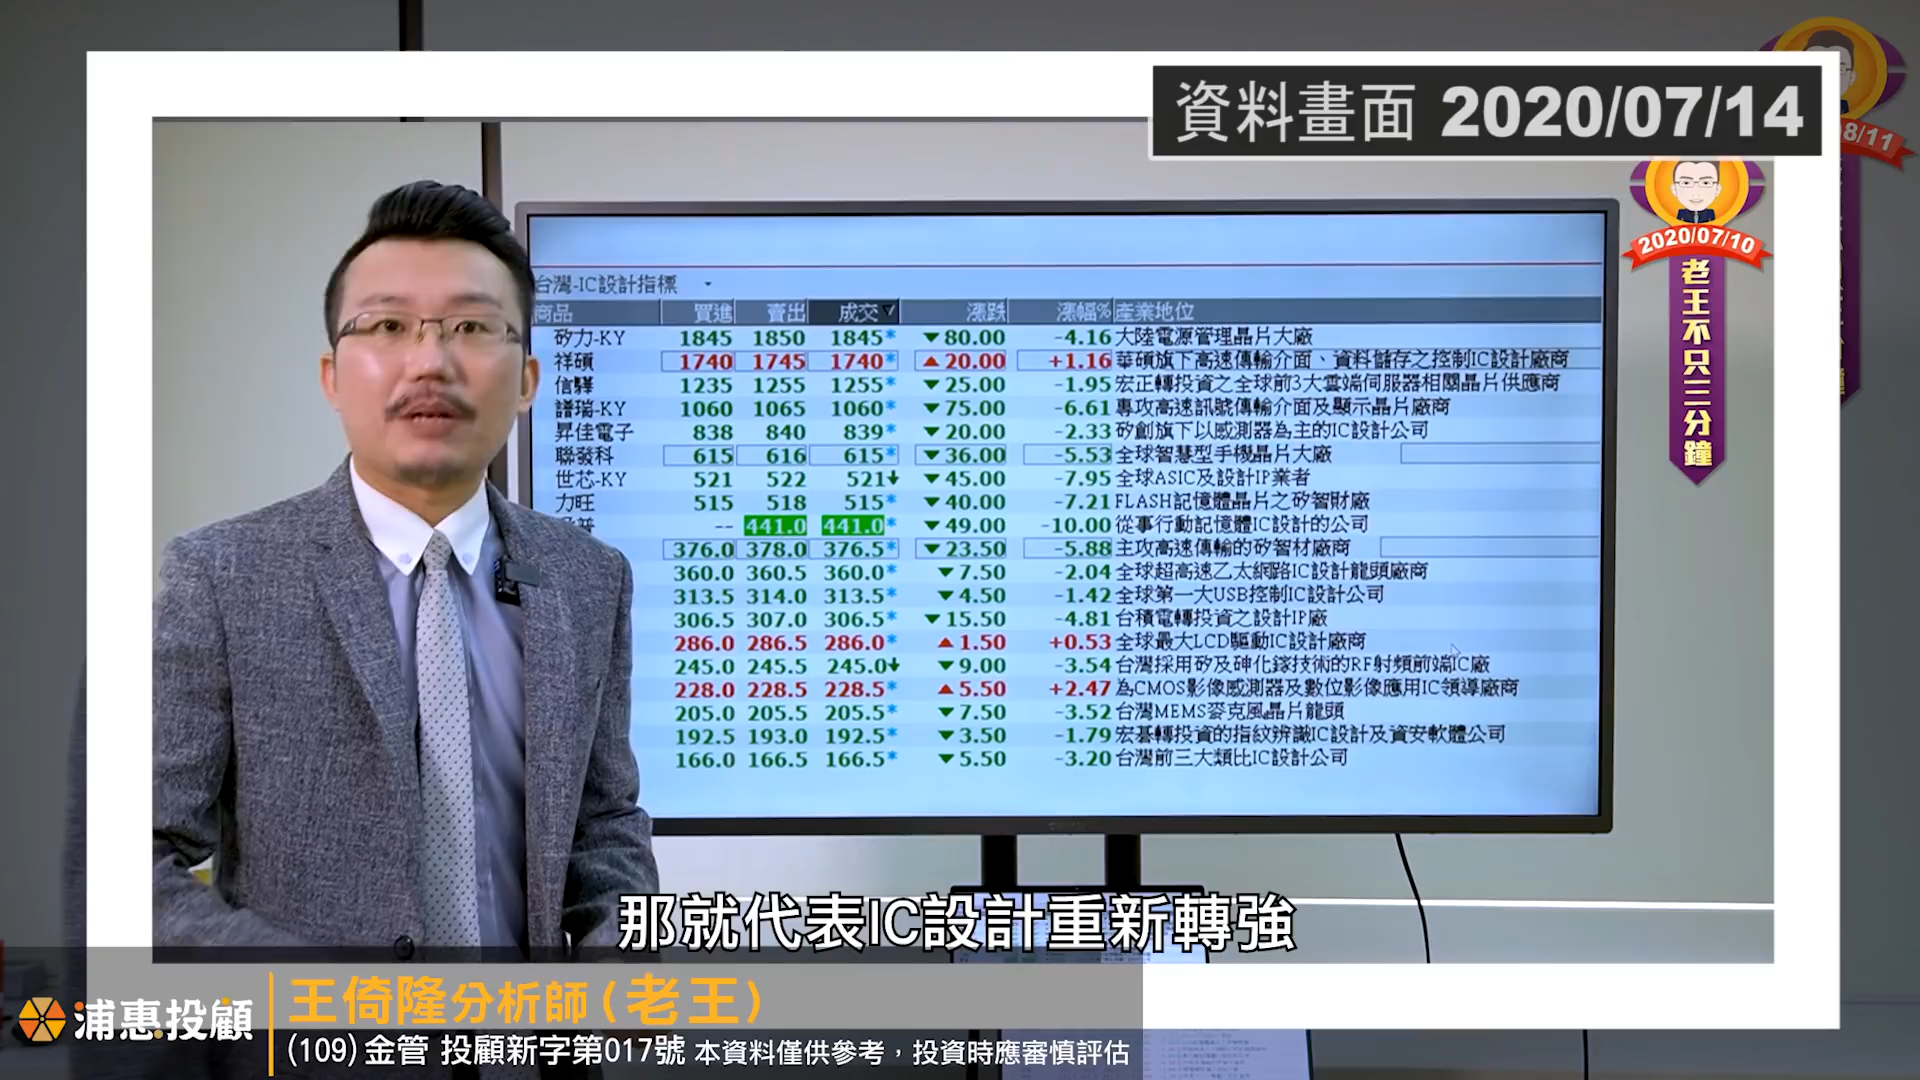 資料畫面 2020/07/14
8/11
2020/07/10
老王不只三分鐘
台灣-IC設計指標
商品 買進 賣出 成交 漲跌 漲幅% 產業地位
矽力-KY 1845 1850 1845* ▼80.00 -4.16 大陸電源管理晶片大廠
祥碩 1740 1745 1740* ▲20.00 +1.16 華碩旗下高速傳輸介面、資料儲存之控制IC設計廠商
信驊 1235 1255 1255* ▼25.00 -1.95 宏正轉投資之全球前3大雲端伺服器相關晶片供應商
譜瑞-KY 1060 1065 1060* ▼75.00 -6.61 專攻高速訊號傳輸介面及顯示晶片廠商
昇佳電子 838 840 839* ▼20.00 -2.33 矽創旗下以感測器為主的IC設計公司
聯發科 615 616 615* ▼36.00 -5.53 全球智慧型手機晶片大廠
世芯-KY 521 522 521↓ ▼45.00 -7.95 全球ASIC及設計IP業者
力旺 515 518 515* ▼40.00 -7.21 FLASH記憶體晶片之矽智財廠
普 -- 441.0 441.0* ▼49.00 -10.00 從事行動記憶體IC設計的公司
376.0 378.0 376.5* ▼23.50 -5.88 主攻高速傳輸的矽智材廠商
360.0 360.5 360.0* ▼7.50 -2.04 全球超高速乙太網路IC設計龍頭廠商
313.5 314.0 313.5* ▼4.50 -1.42 全球第一大USB控制IC設計公司
306.5 307.0 306.5* ▼15.50 -4.81 台積電轉投資之設計IP廠
286.0 286.5 286.0* ▲1.50 +0.53 全球最大LCD驅動IC設計廠商
245.0 245.5 245.0↓ ▼9.00 -3.54 台灣採用矽及砷化鎵技術的RF射頻前端IC廠
228.0 228.5 228.5* ▲5.50 +2.47 為CMOS影像感測器及數位影像應用IC領導廠商
205.0 205.5 205.5* ▼7.50 -3.52 台灣MEMS麥克風晶片龍頭
192.5 193.0 192.5* ▼3.50 -1.79 宏碁轉投資的指紋辨識IC設計及資安軟體公司
166.0 166.5 166.5* ▼5.50 -3.20 台灣前三大類比IC設計公司
那就代表IC設計重新轉強
浦惠投顧
王倚隆分析師(老王)
(109)金管 投顧新字第017號 本資料僅供參考，投資時應審慎評估